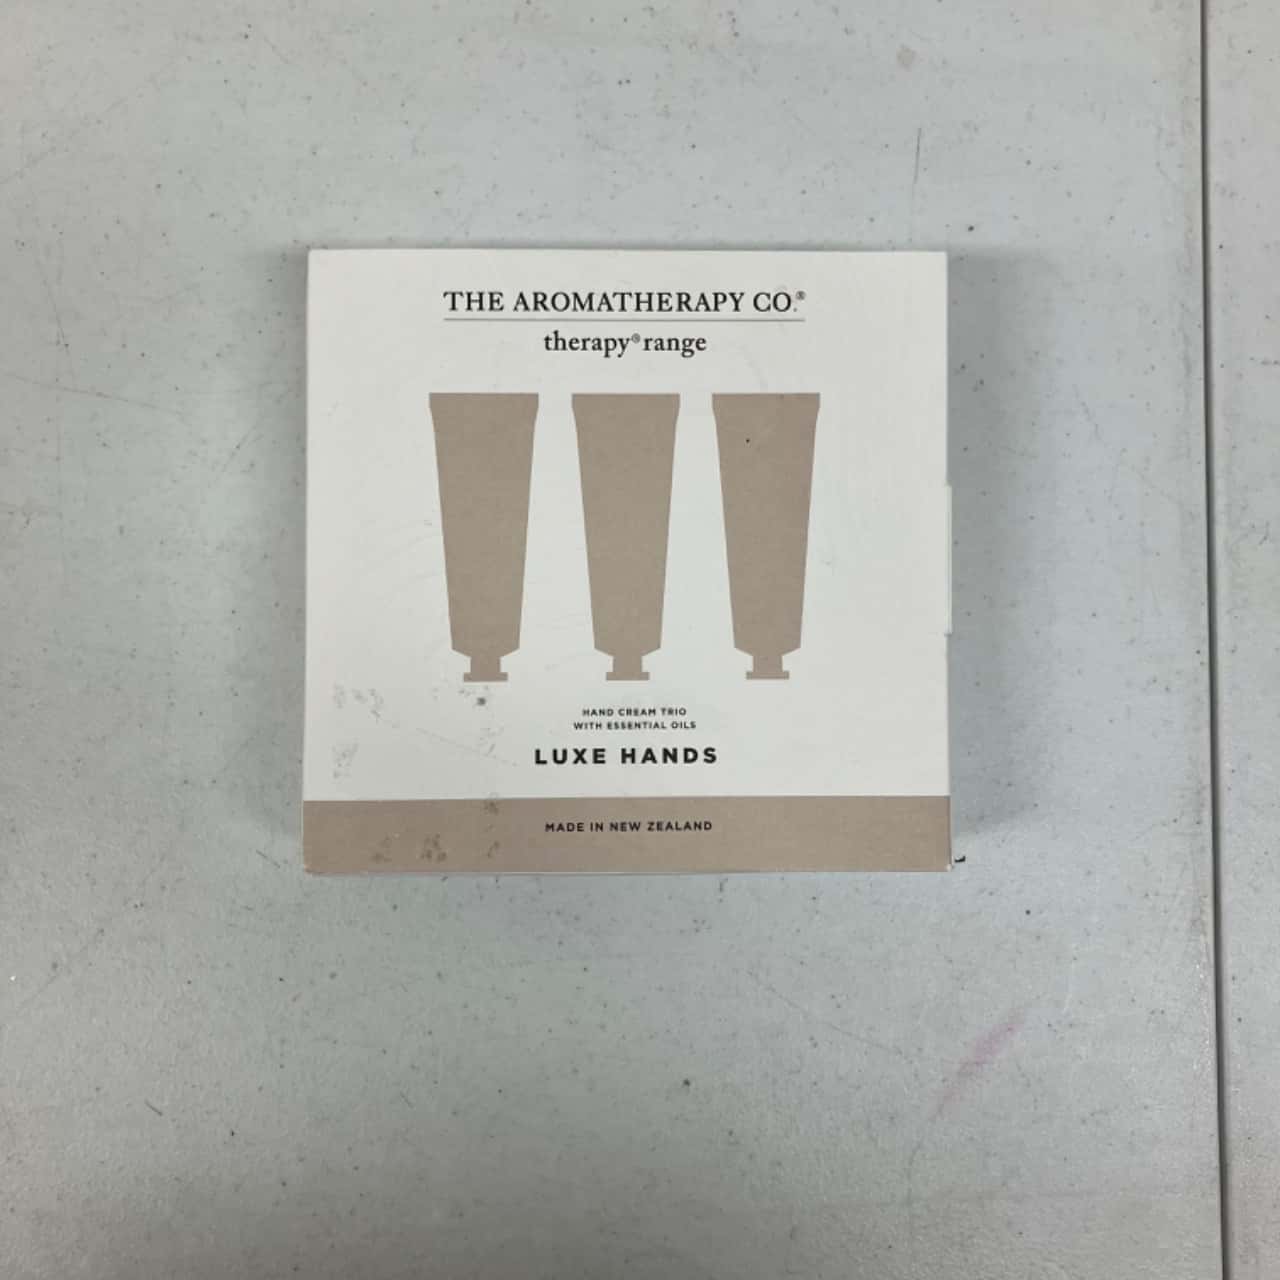 THE AROMATHERAPY CO.®
therapy® range
HAND CREAM TRIO
WITH ESSENTIAL OILS
LUXE HANDS
MADE IN NEW ZEALAND